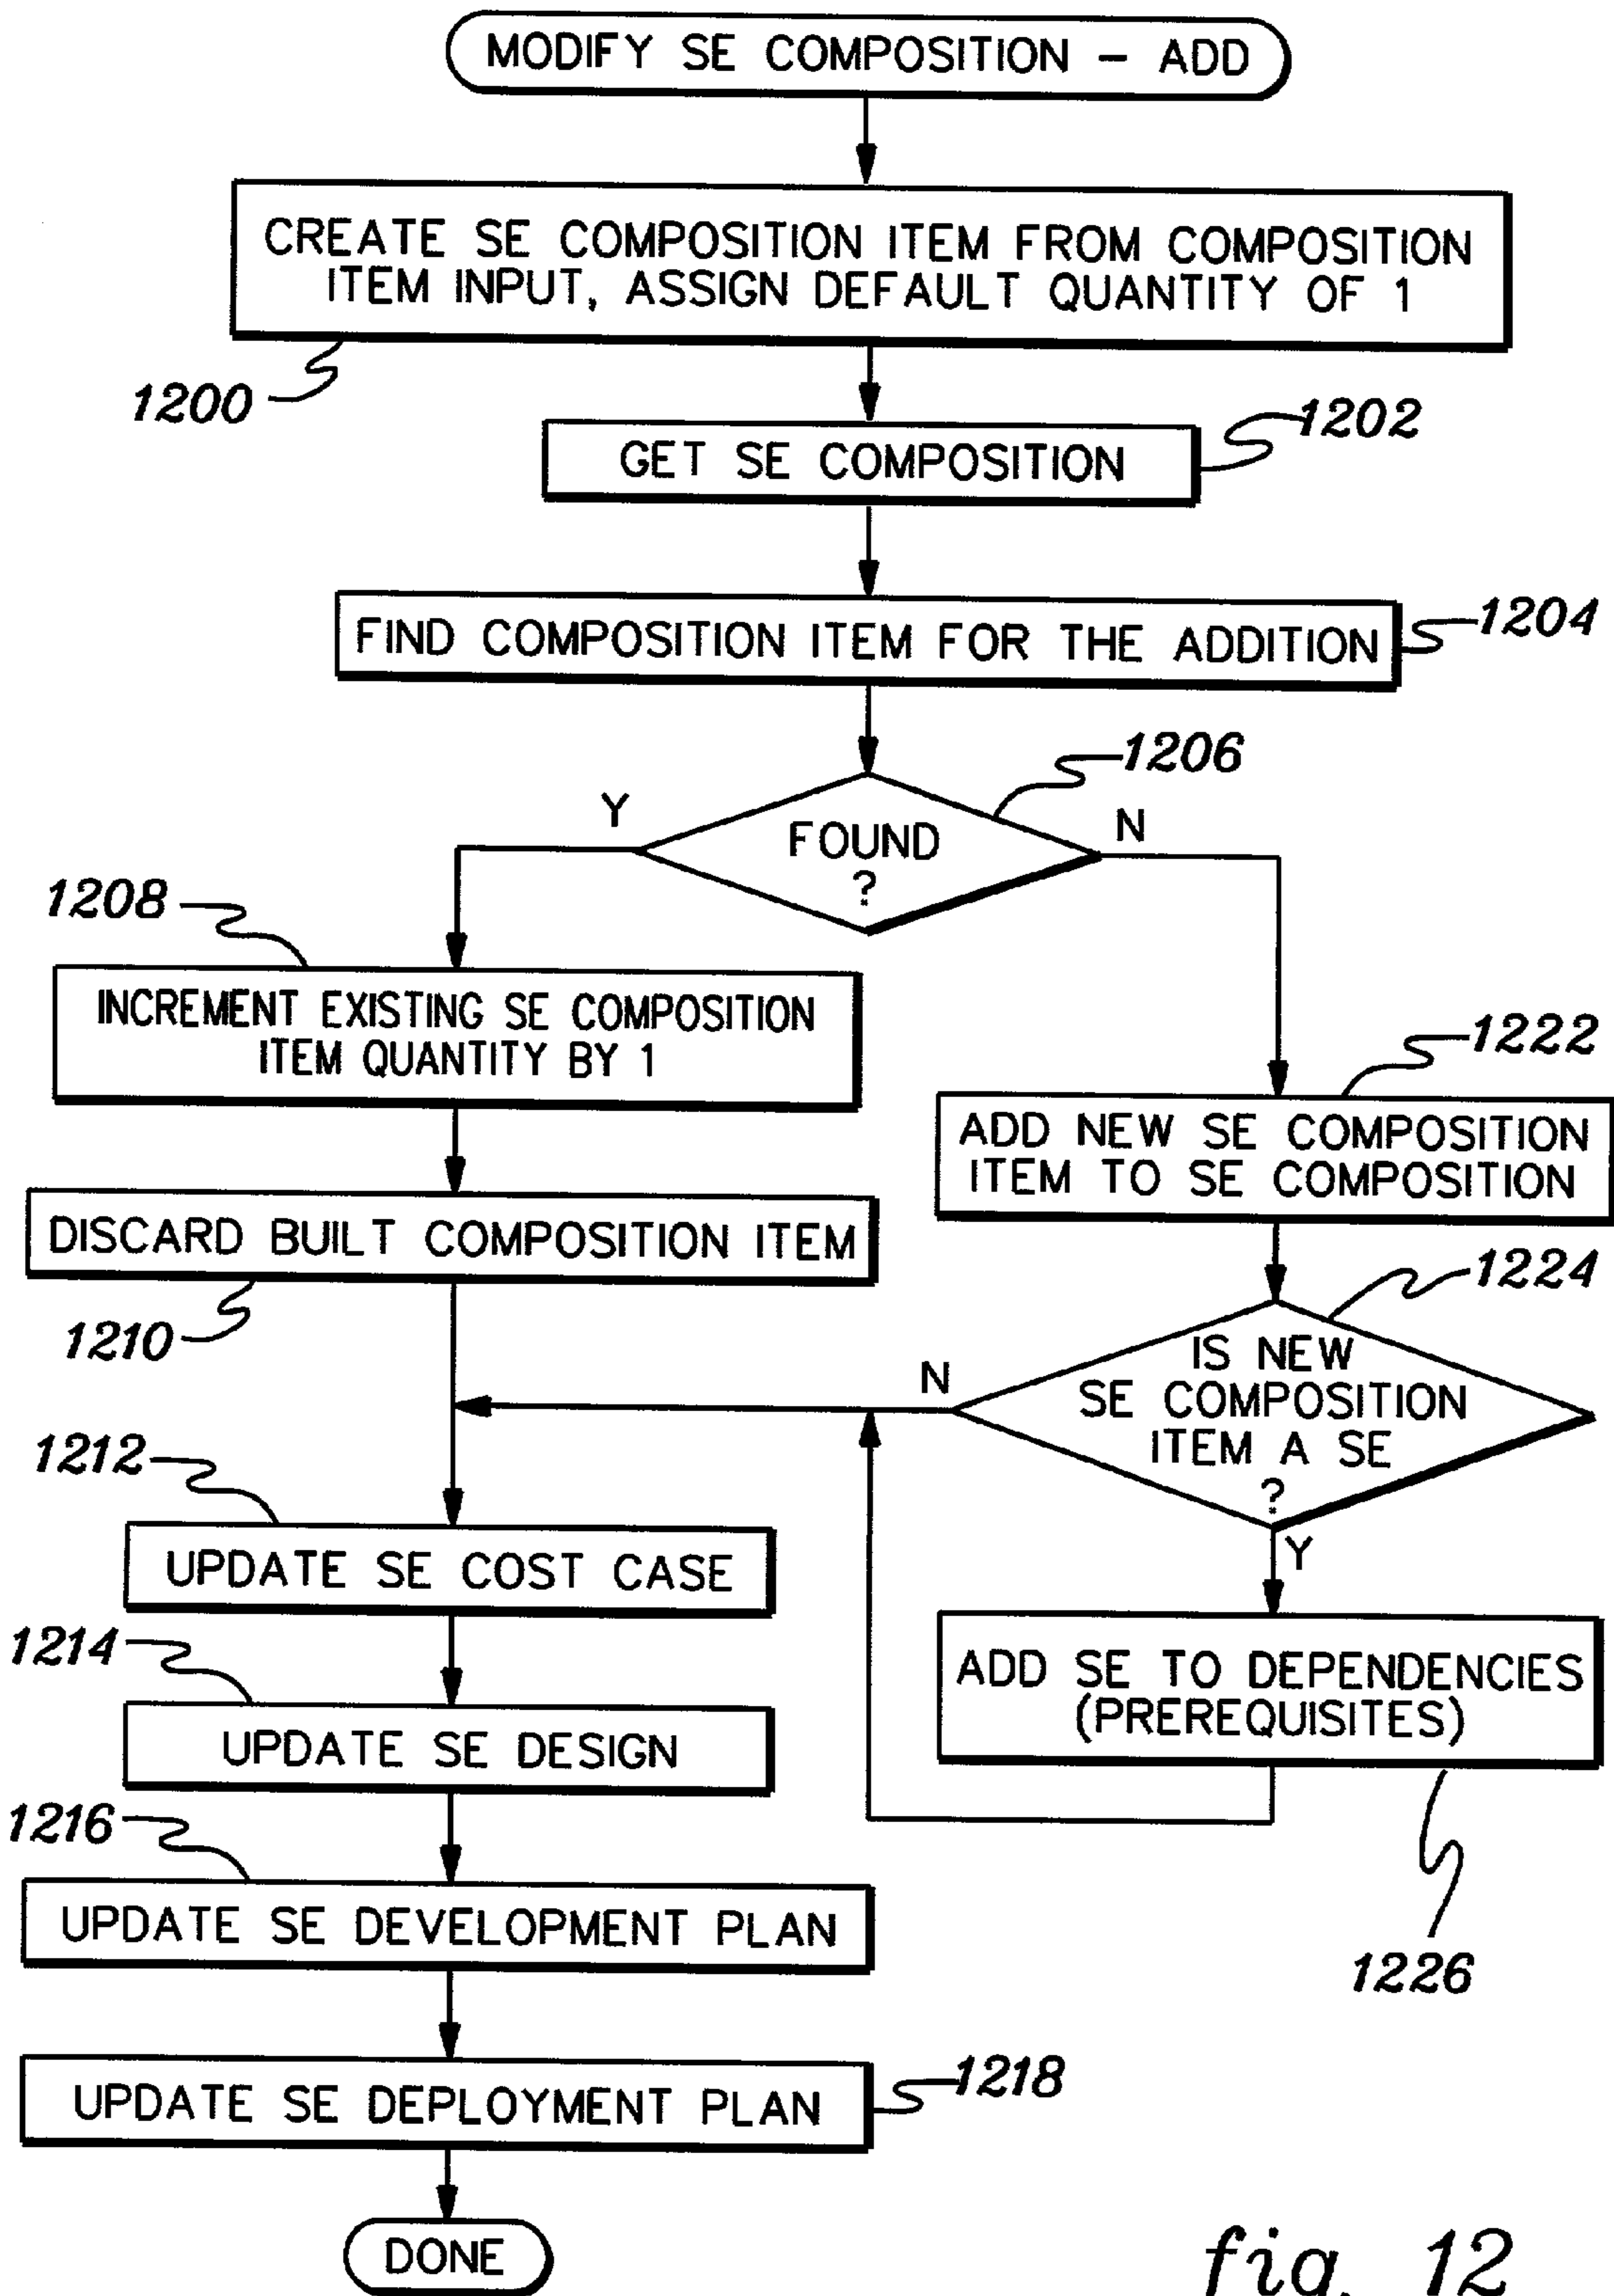 MODIFY SE COMPOSITION – ADD
CREATE SE COMPOSITION ITEM FROM COMPOSITION
ITEM INPUT, ASSIGN DEFAULT QUANTITY OF 1
1200
1202
GET SE COMPOSITION
1204
FIND COMPOSITION ITEM FOR THE ADDITION
1206
Y
N
FOUND
?
1208
INCREMENT EXISTING SE COMPOSITION
ITEM QUANTITY BY 1
1222
ADD NEW SE COMPOSITION
ITEM TO SE COMPOSITION
DISCARD BUILT COMPOSITION ITEM
1210
1224
N
IS NEW
SE COMPOSITION
ITEM A SE
?
Y
1212
UPDATE SE COST CASE
1214
UPDATE SE DESIGN
ADD SE TO DEPENDENCIES
(PREREQUISITES)
1226
1216
UPDATE SE DEVELOPMENT PLAN
1218
UPDATE SE DEPLOYMENT PLAN
DONE
fig. 12